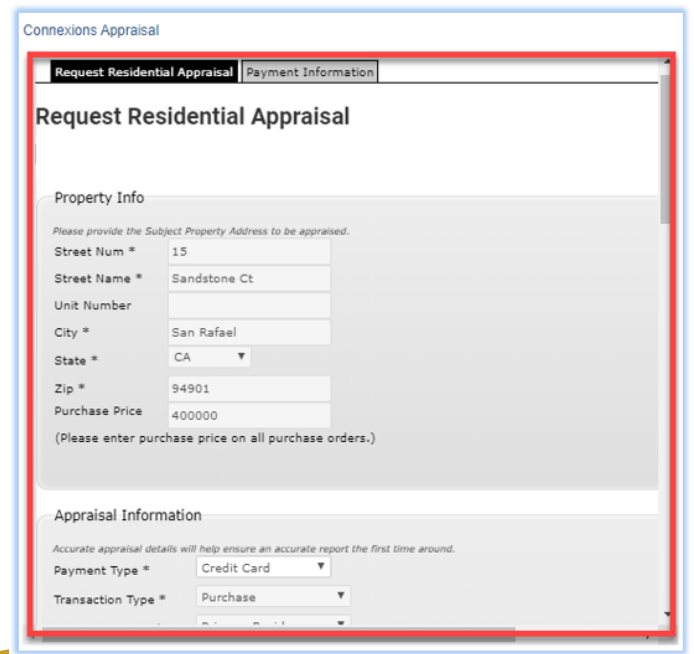 Connexions Appraisal
Request Residential Appraisal Payment Information
Request Residential Appraisal
Property Info
Please provide the Subject Property Address to be appraised.
Street Num * 15
Street Name * Sandstone Ct
Unit Number
City * San Rafael
State * CA
Zip * 94901
Purchase Price 400000
(Please enter purchase price on all purchase orders.)
Appraisal Information
Accurate appraisal details will help ensure an accurate report the first time around.
Payment Type * Credit Card
Transaction Type * Purchase